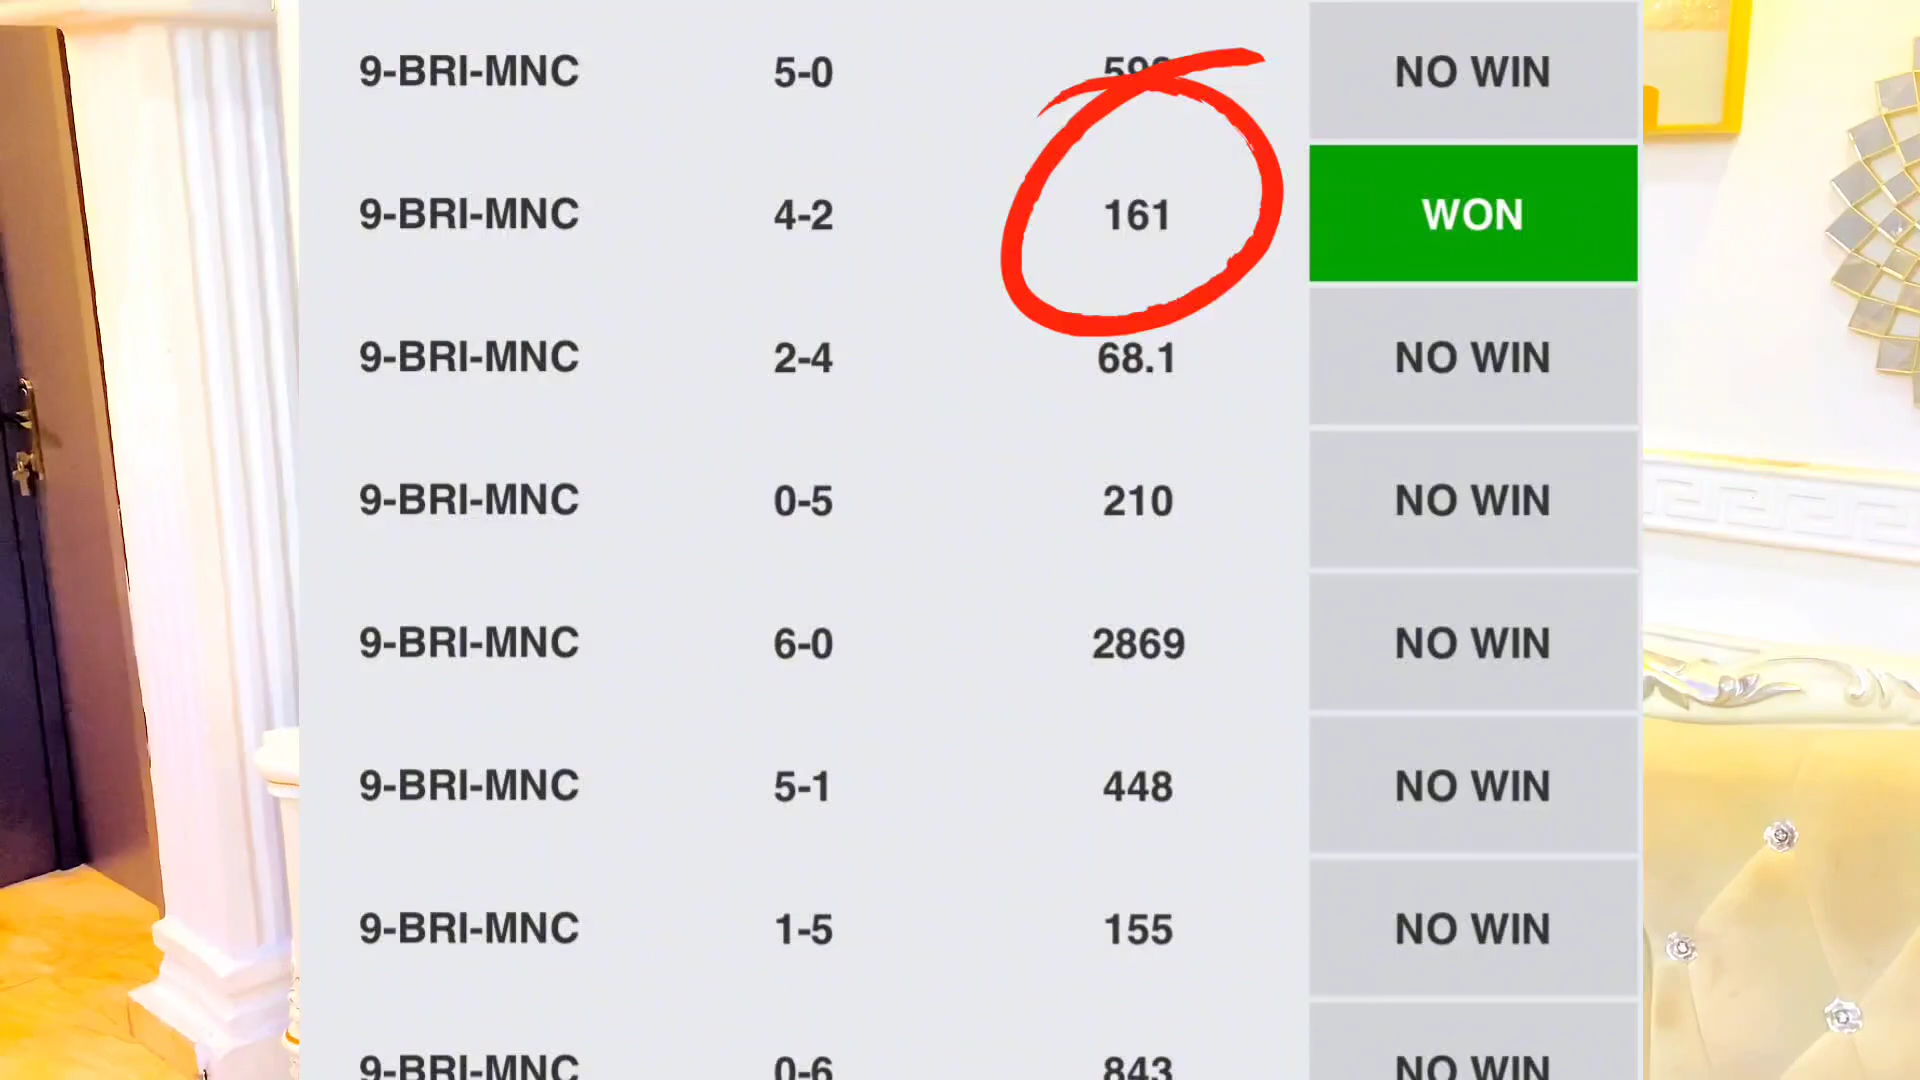 9-BRI-MNC 5-0 NO WIN
9-BRI-MNC 4-2 161 WON
9-BRI-MNC 2-4 68.1 NO WIN
9-BRI-MNC 0-5 210 NO WIN
9-BRI-MNC 6-0 2869 NO WIN
9-BRI-MNC 5-1 448 NO WIN
9-BRI-MNC 1-5 155 NO WIN
9-BRI-MNC 0-6 843 NO WIN